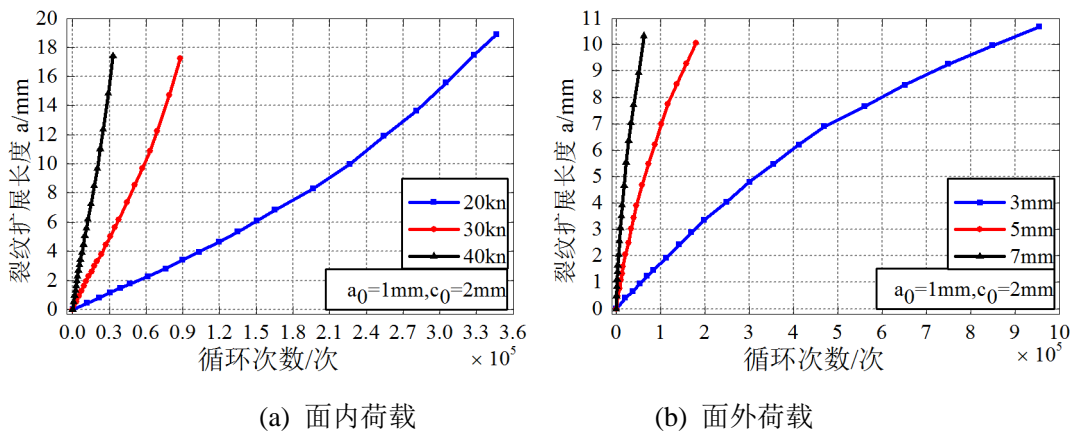 裂纹扩展长度 a/mm
20
18
16
14
12
10
8
6
4
2
0
20kn
30kn
40kn
a₀=1mm,c₀=2mm
0.0 0.3 0.6 0.9 1.2 1.5 1.8 2.1 2.4 2.7 3.0 3.3 3.6
循环次数/次
× 10⁵
(a) 面内荷载
裂纹扩展长度 a/mm
11
10
9
8
7
6
5
4
3
2
1
0
3mm
5mm
7mm
a₀=1mm,c₀=2mm
0 1 2 3 4 5 6 7 8 9 10
循环次数/次
× 10⁵
(b) 面外荷载